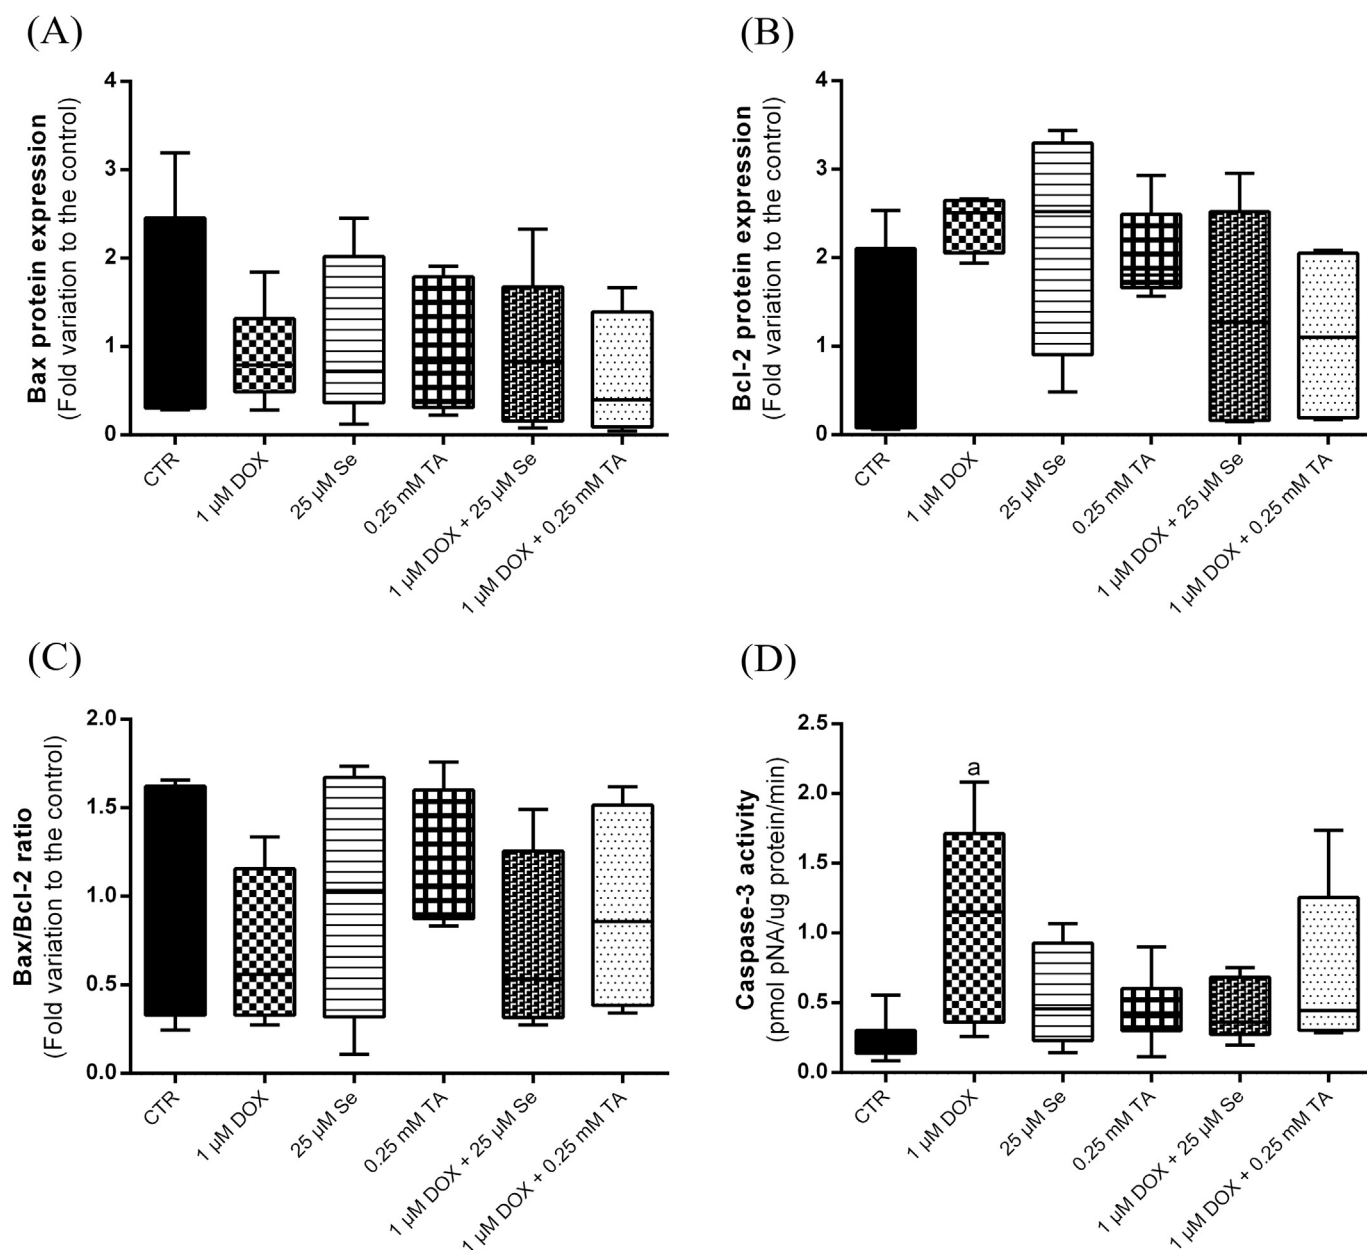 (A)
Bax protein expression
(Fold variation to the control)
4
3
2
1
0
CTR
1 µM DOX
25 µM Se
0.25 mM TA
1 µM DOX + 25 µM Se
1 µM DOX + 0.25 mM TA
(B)
Bcl-2 protein expression
(Fold variation to the control)
4
3
2
1
0
CTR
1 µM DOX
25 µM Se
0.25 mM TA
1 µM DOX + 25 µM Se
1 µM DOX + 0.25 mM TA
(C)
Bax/Bcl-2 ratio
(Fold variation to the control)
2.0
1.5
1.0
0.5
0.0
CTR
1 µM DOX
25 µM Se
0.25 mM TA
1 µM DOX + 25 µM Se
1 µM DOX + 0.25 mM TA
(D)
Caspase-3 activity
(pmol pNA/ug protein/min)
2.5
2.0
1.5
1.0
0.5
0.0
a
CTR
1 µM DOX
25 µM Se
0.25 mM TA
1 µM DOX + 25 µM Se
1 µM DOX + 0.25 mM TA